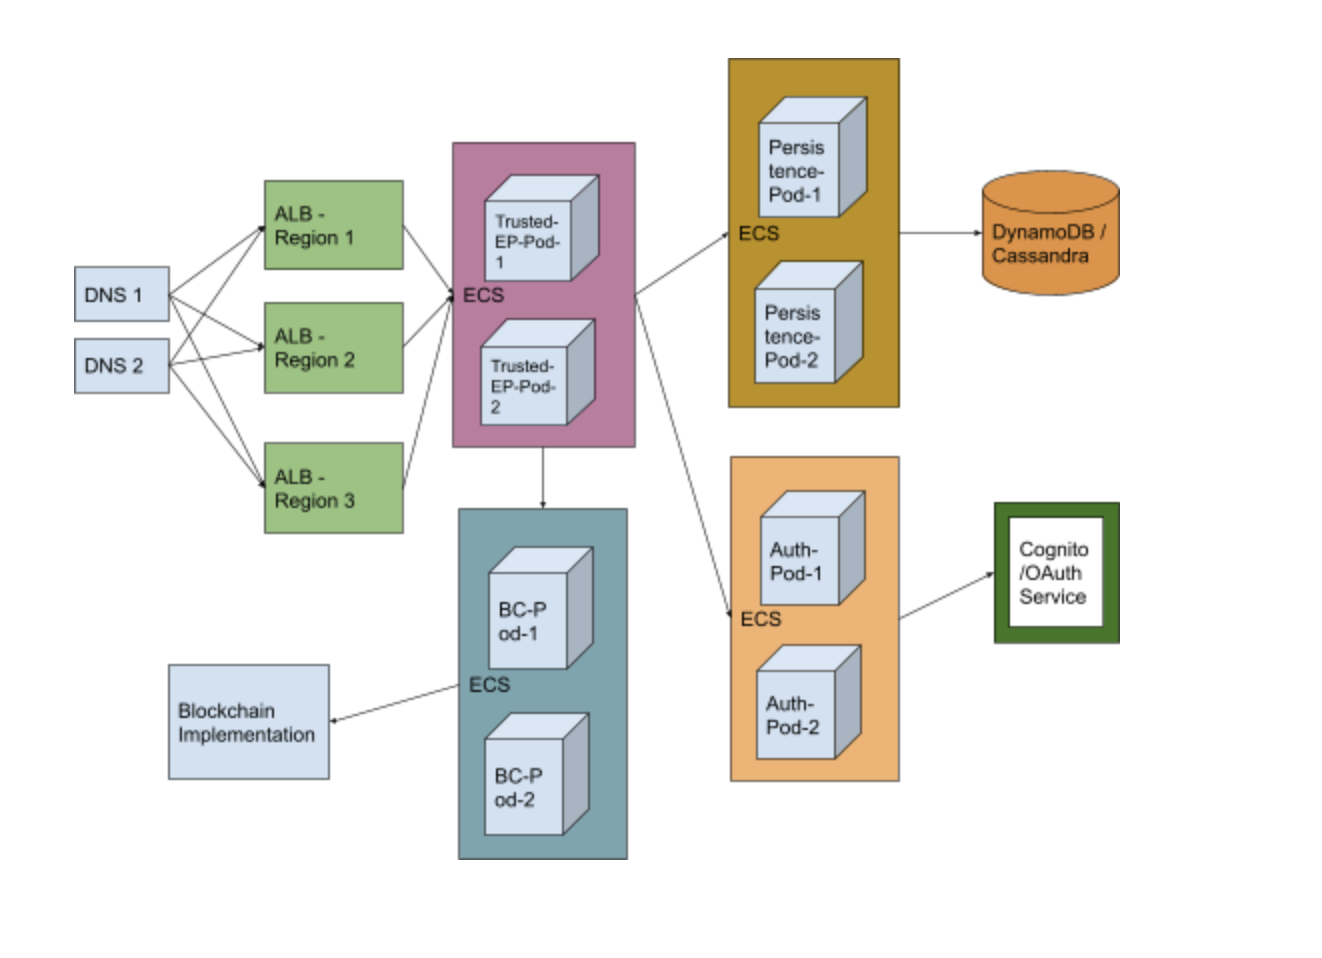 DNS 1
DNS 2
ALB -
Region 1
ALB -
Region 2
ALB -
Region 3
Trusted-
EP-Pod-
1
ECS
Trusted-
EP-Pod-
2
Persis
tence-
Pod-1
ECS
Persis
tence-
Pod-2
DynamoDB /
Cassandra
BC-P
od-1
ECS
BC-P
od-2
Blockchain
Implementation
Auth-
Pod-1
ECS
Auth-
Pod-2
Cognito
/OAuth
Service